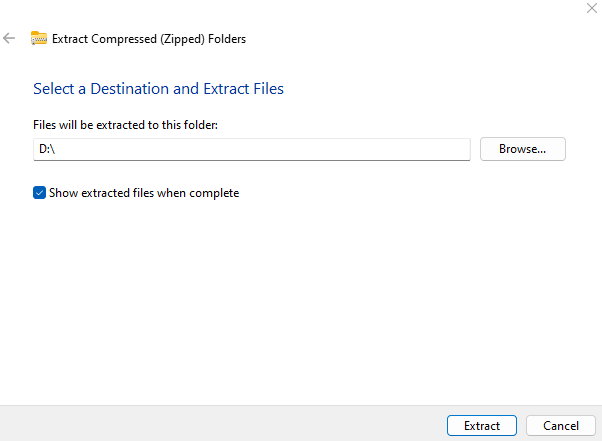 Extract Compressed (Zipped) Folders
Select a Destination and Extract Files
Files will be extracted to this folder:
D:\
Browse...
Show extracted files when complete
Extract
Cancel